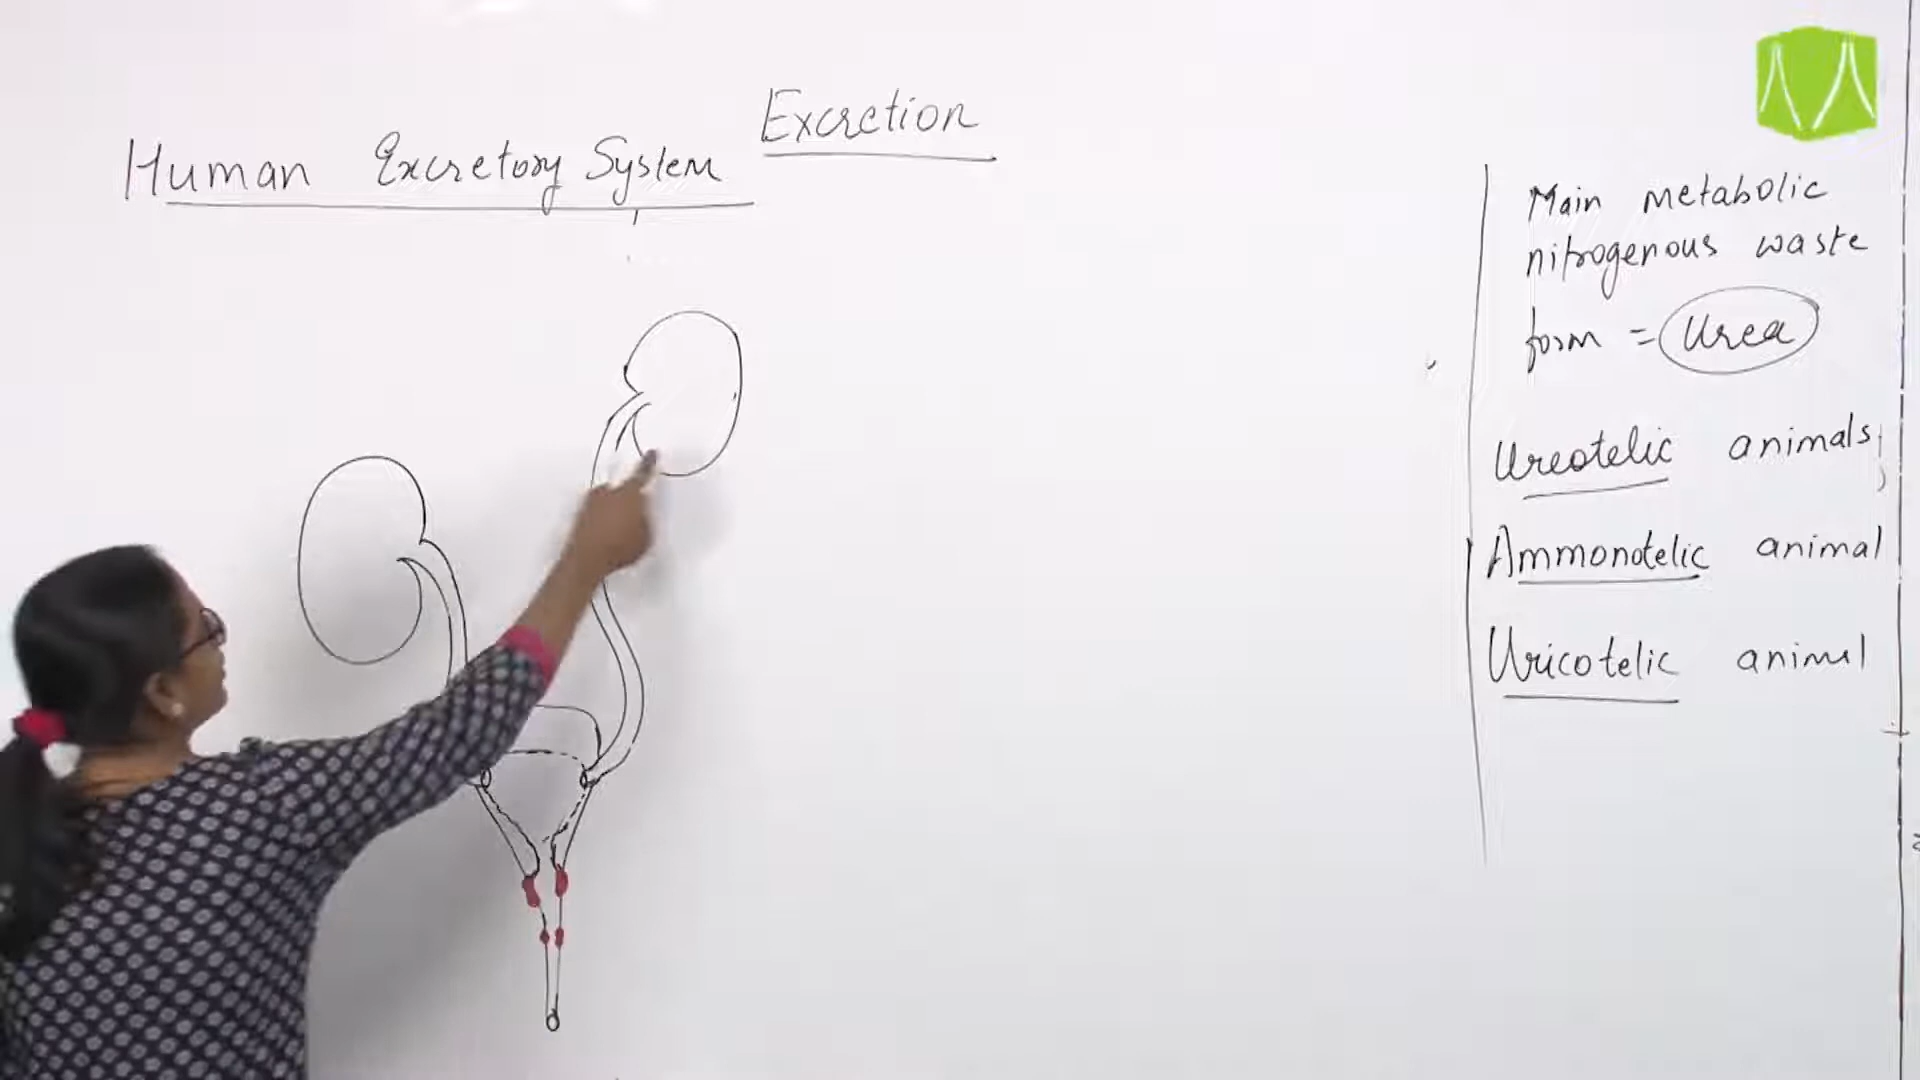 Excretion
Human Excretory System
Main metabolic
nitrogenous waste
form = Urea
Ureotelic animals;
Ammonotelic animal
Uricotelic animal